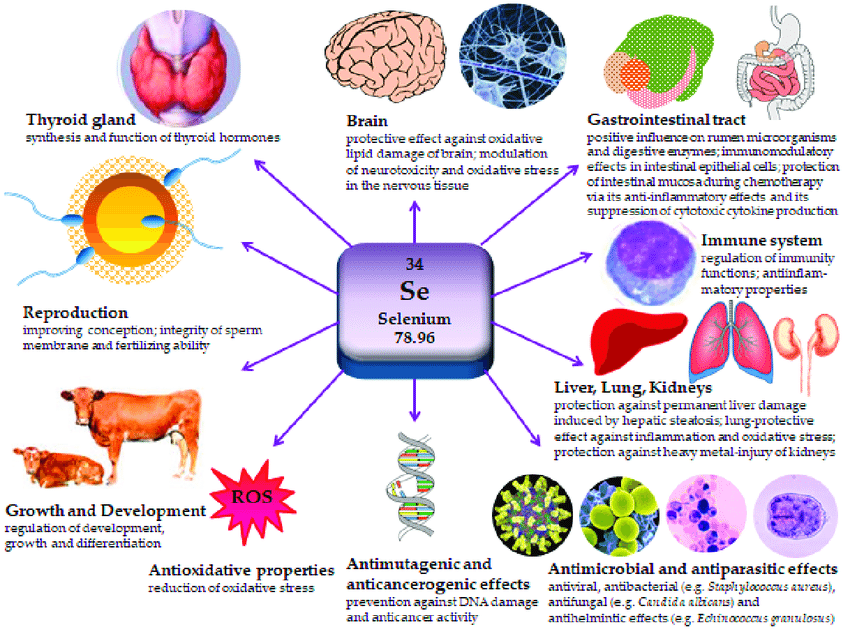 Thyroid gland
synthesis and function of thyroid hormones
Brain
protective effect against oxidative
lipid damage of brain; modulation
of neurotoxicity and oxidative stress
in the nervous tissue
Gastrointestinal tract
positive influence on rumen microorganisms
and digestive enzymes; immunomodulatory
effects in intestinal epithelial cells; protection
of intestinal mucosa during chemotherapy
via its anti-inflammatory effects and its
suppression of cytotoxic cytokine production
Immune system
regulation of immunity
functions; antiinflam-
matory properties
34
Se
Selenium
78.96
Reproduction
improving conception; integrity of sperm
membrane and fertilizing ability
Liver, Lung, Kidneys
protection against permanent liver damage
induced by hepatic steatosis; lung-protective
effect against inflammation and oxidative stress;
protection against heavy metal-injury of kidneys
Growth and Development
regulation of development,
growth and differentiation
ROS
Antioxidative properties
reduction of oxidative stress
Antimutagenic and
anticancerogenic effects
prevention against DNA damage
and anticancer activity
Antimicrobial and antiparasitic effects
antiviral, antibacterial (e.g. Staphylococcus aureus),
antifungal (e.g. Candida albicans) and
antihelmintic effects (e.g. Echinococcus granulosus)